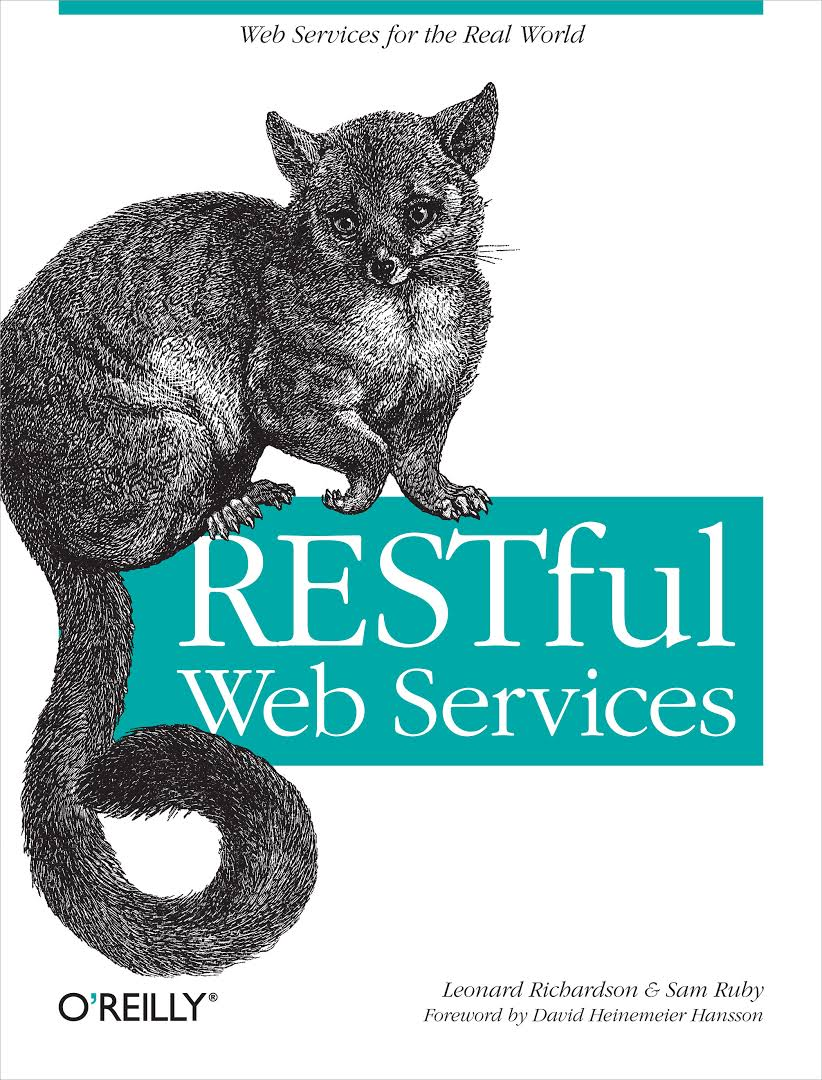 Web Services for the Real World
RESTful
Web Services
Leonard Richardson & Sam Ruby
O'REILLY®
Foreword by David Heinemeier Hansson